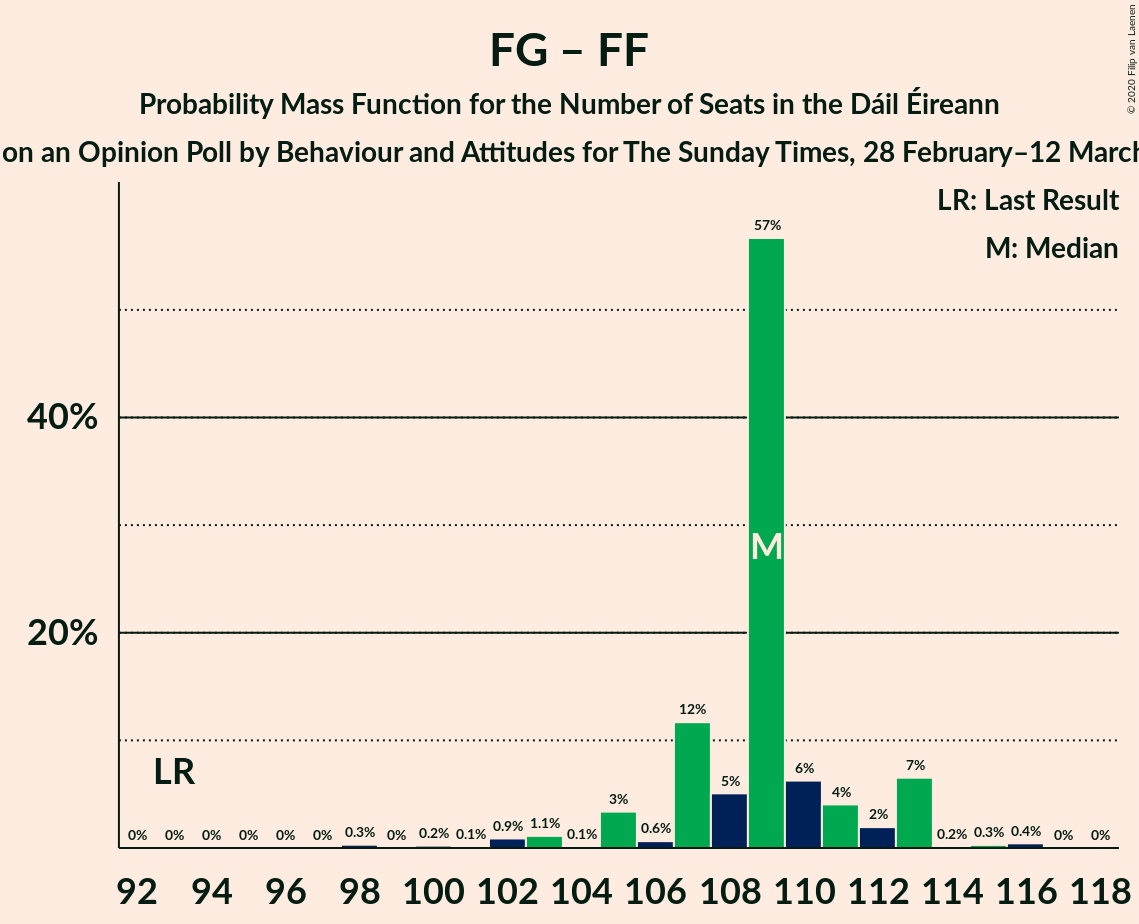 FG – FF
Probability Mass Function for the Number of Seats in the Dáil Éireann
on an Opinion Poll by Behaviour and Attitudes for The Sunday Times, 28 February–12 March
© 2020 Filip van Laenen
LR: Last Result
M: Median
57%
40%
M
20%
12%
LR
7%
6%
5%
4%
3%
2%
0% 0% 0% 0% 0% 0% 0.3% 0% 0.2% 0.1% 0.9% 1.1% 0.1% 0.6% 0.2% 0.3% 0.4% 0% 0%
92 94 96 98 100 102 104 106 108 110 112 114 116 118